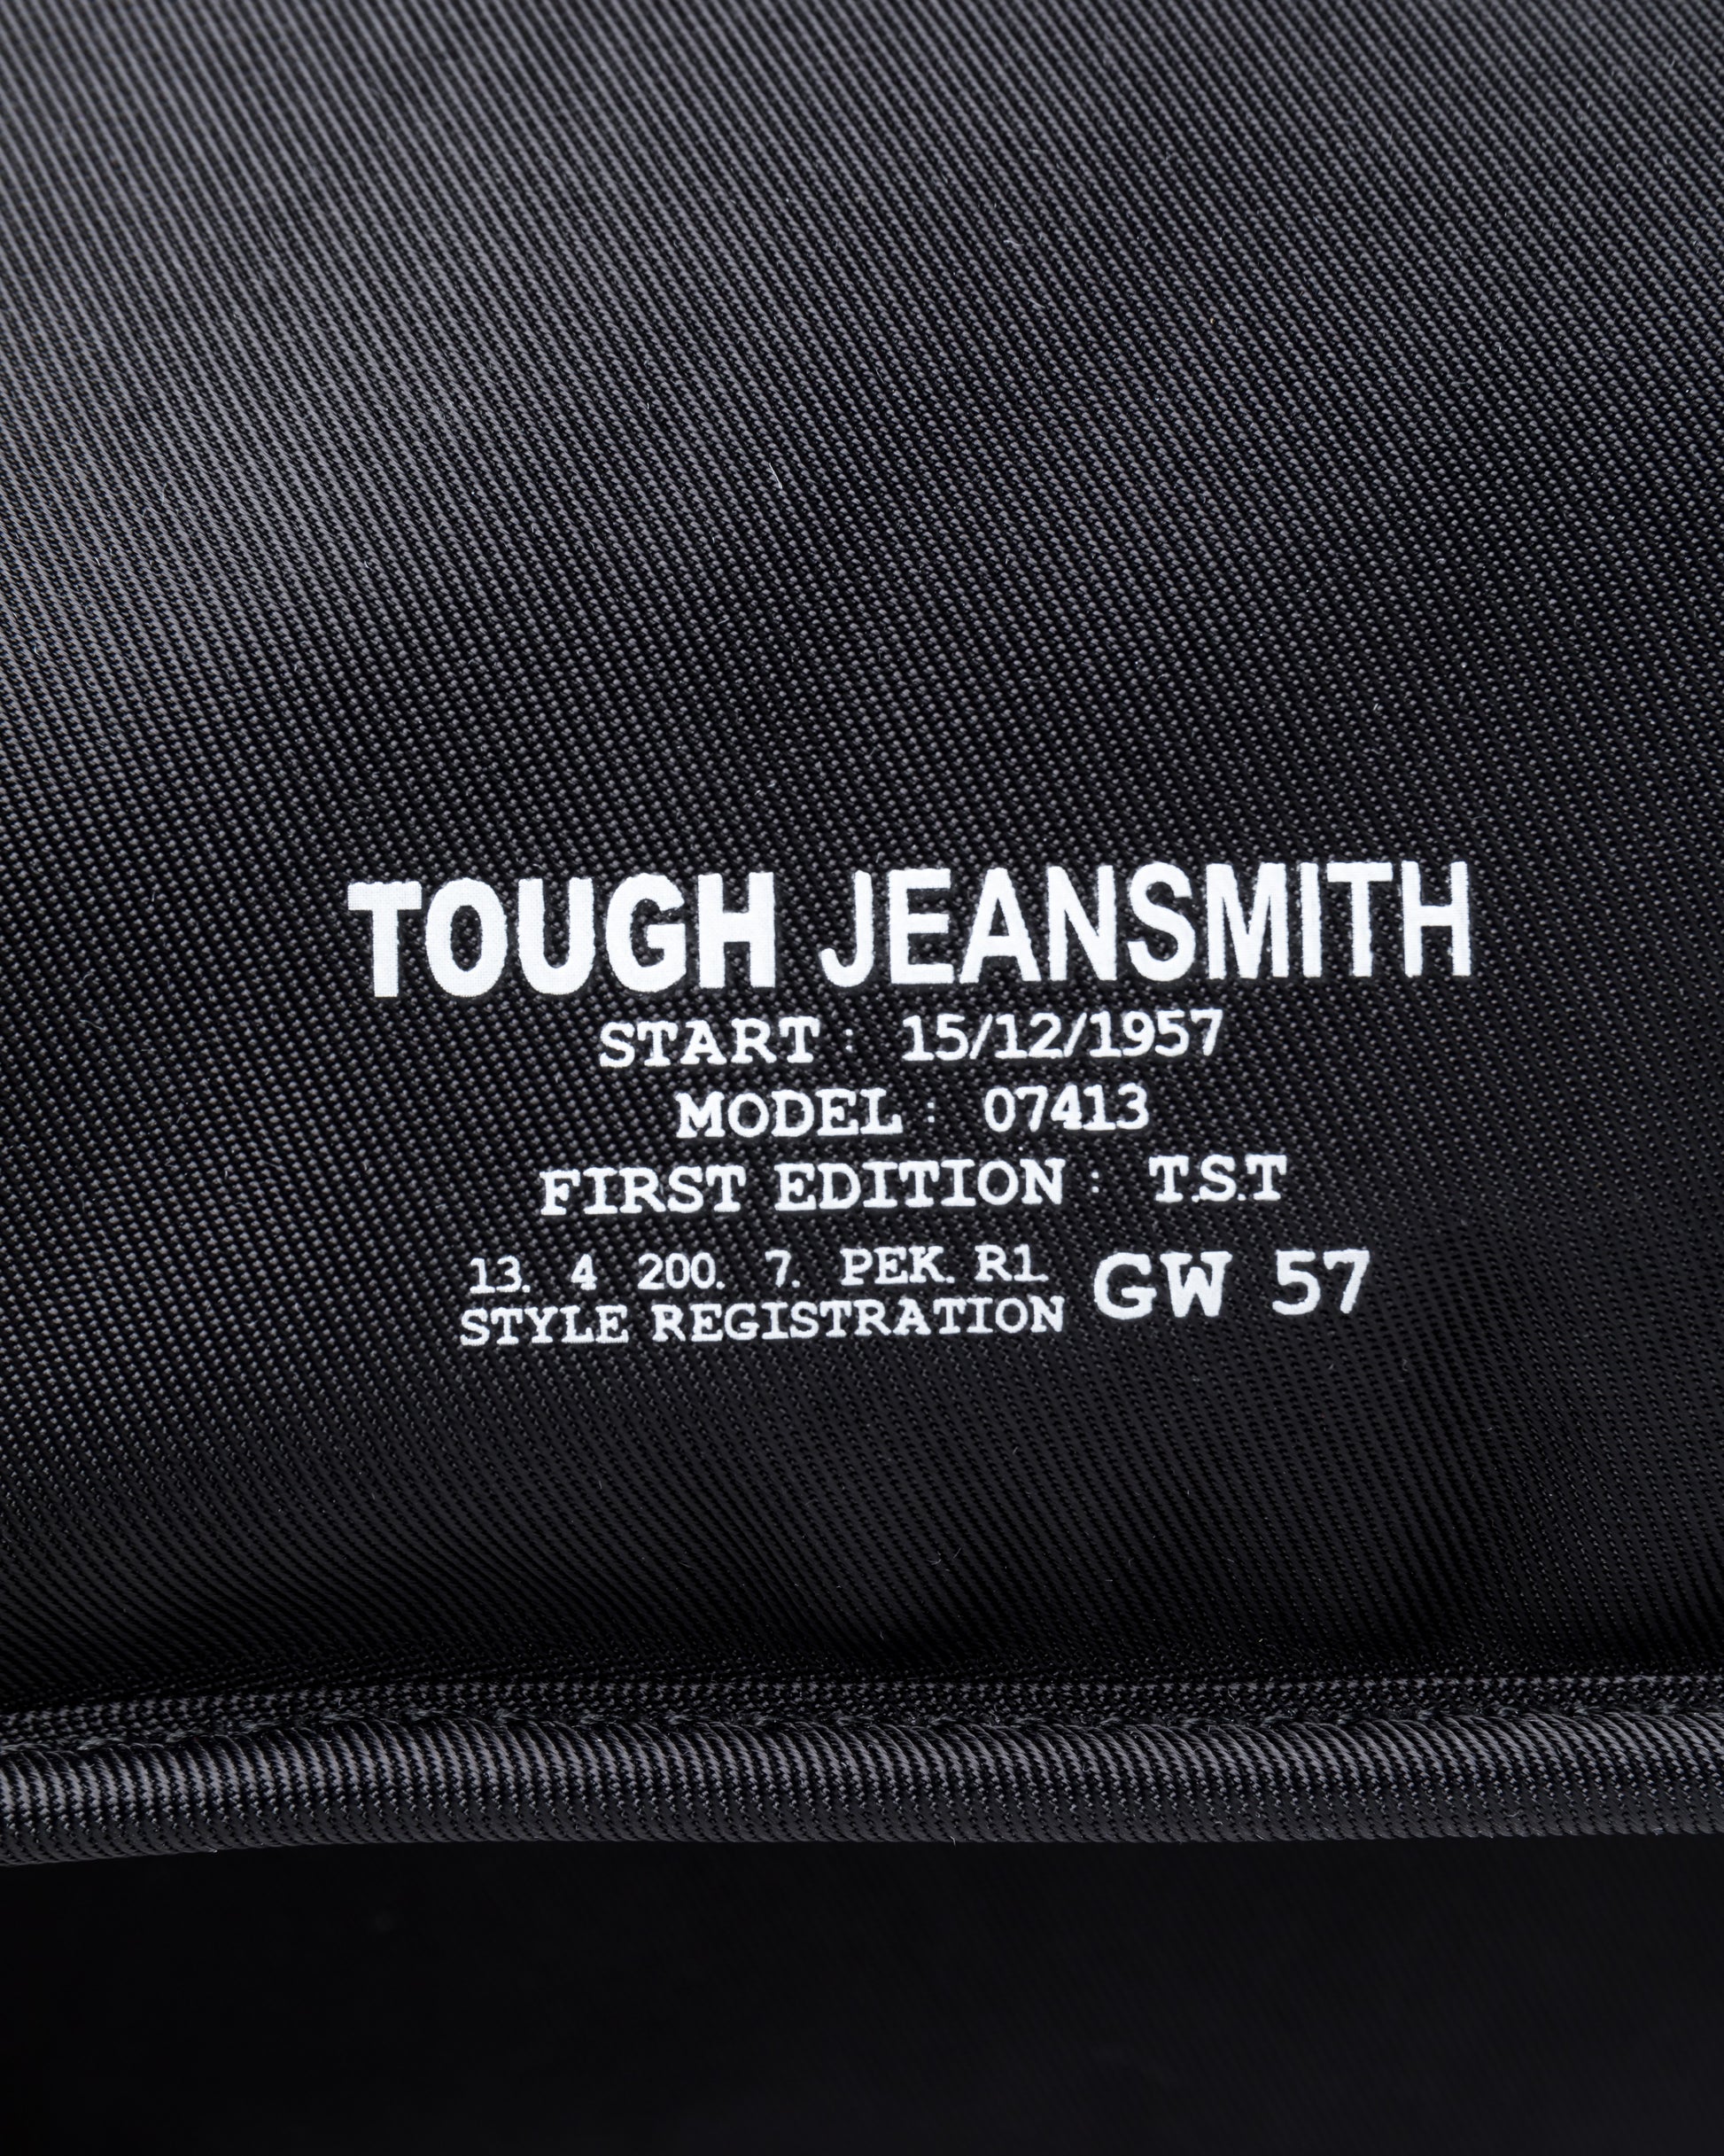 TOUGH JEANSMITH
START : 15/12/1957
MODEL : 07413
FIRST EDITION : T.S.T
13. 4 200. 7. PEK. R1
STYLE REGISTRATION
GW 57